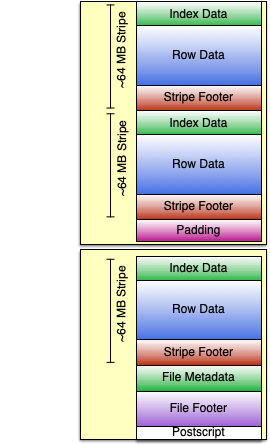 ~64 MB Stripe
Index Data
Row Data
Stripe Footer
~64 MB Stripe
Index Data
Row Data
Stripe Footer
Padding
~64 MB Stripe
Index Data
Row Data
Stripe Footer
File Metadata
File Footer
Postscript